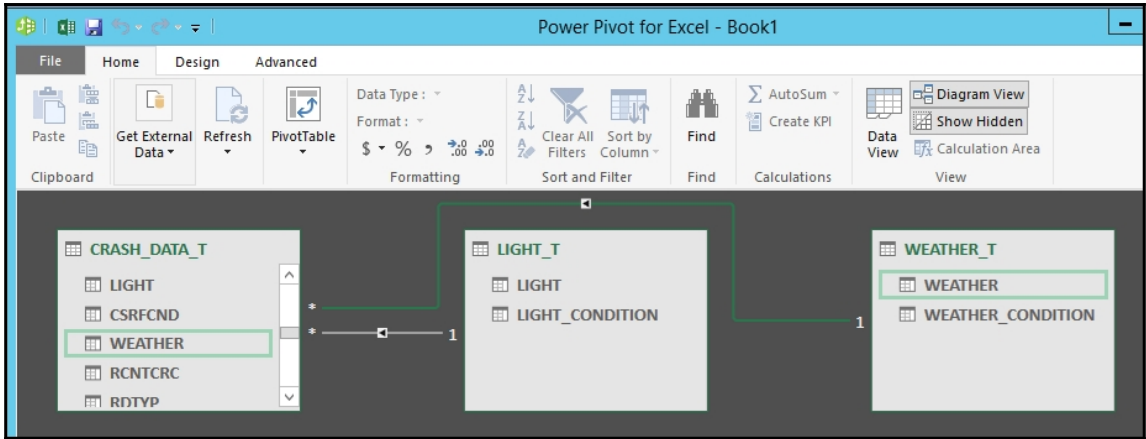 Power Pivot for Excel - Book1
File Home Design Advanced
Paste
Get External Data
Refresh
PivotTable
Data Type :
Format :
$ % , .00 .00
Clear All Filters
Sort by Column
Find
AutoSum
Create KPI
Data View
Diagram View
Show Hidden
Calculation Area
Clipboard Formatting Sort and Filter Find Calculations View
CRASH_DATA_T
LIGHT
CSRFCND
WEATHER
RCNTCRC
RDTYP
*
* 1
LIGHT_T
LIGHT
LIGHT_CONDITION
1
WEATHER_T
WEATHER
WEATHER_CONDITION